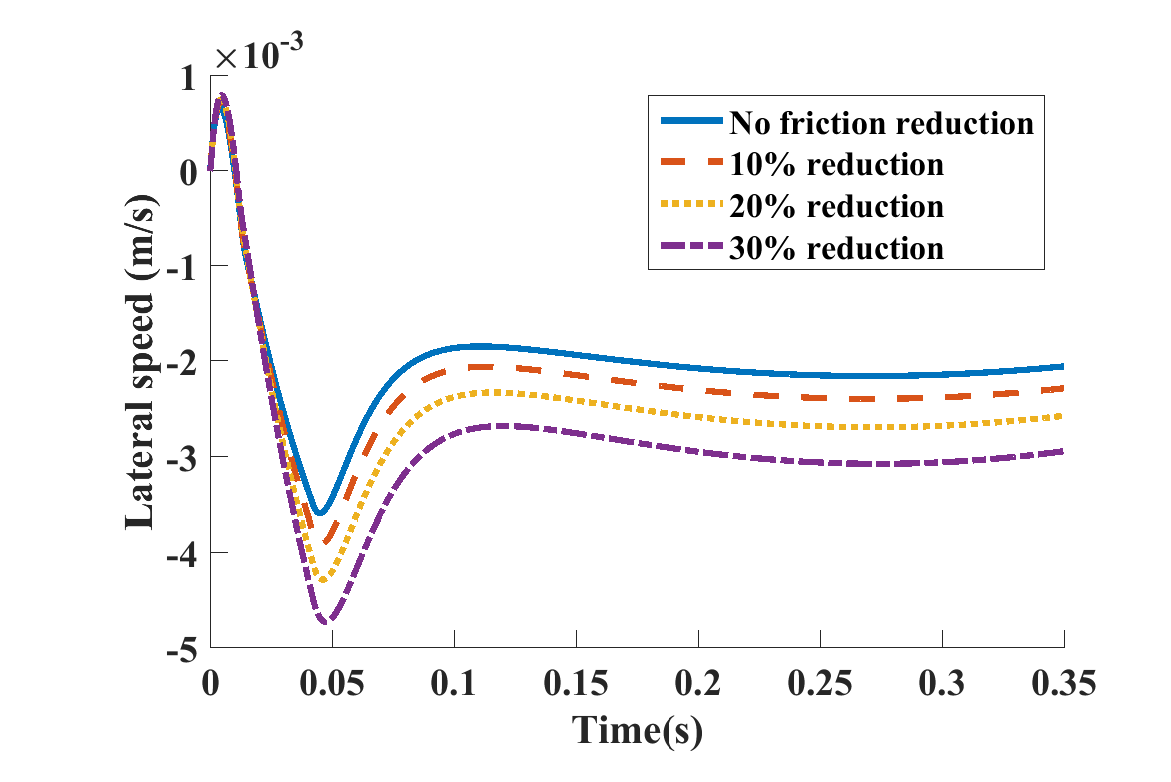 ×10-3
1
0
-1
-2
-3
-4
-5
Lateral speed (m/s)
No friction reduction
10% reduction
20% reduction
30% reduction
0 0.05 0.1 0.15 0.2 0.25 0.3 0.35
Time(s)